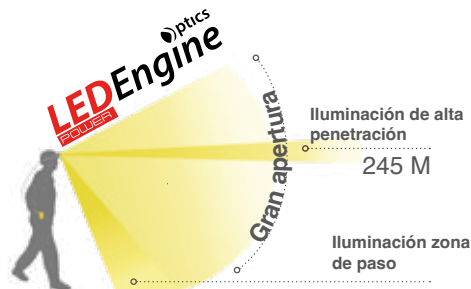 Optics
LEDEngine
POWER
Gran apertura
Iluminación de alta
penetración
245 M
Iluminación zona
de paso